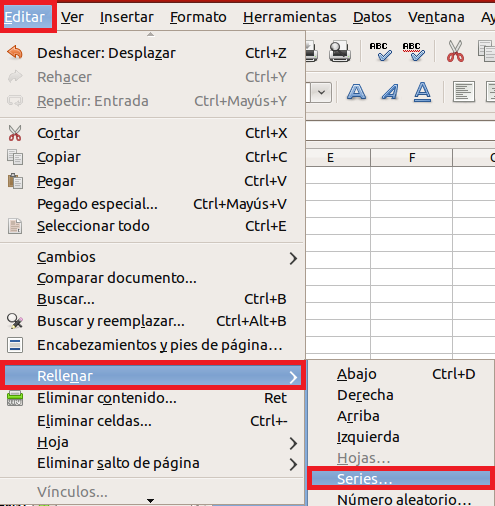 Editar Ver Insertar Formato Herramientas Datos Ventana Ay
Deshacer: Desplazar Ctrl+Z
Rehacer Ctrl+Y
Repetir: Entrada Ctrl+Mayús+Y
Cortar Ctrl+X
Copiar Ctrl+C
Pegar Ctrl+V
Pegado especial... Ctrl+Mayús+V
Seleccionar todo Ctrl+E
Cambios
Comparar documento...
Buscar... Ctrl+B
Buscar y reemplazar... Ctrl+Alt+B
Encabezamientos y pies de página...
Rellenar
Eliminar contenido... Ret
Eliminar celdas... Ctrl+-
Hoja
Eliminar salto de página
Vínculos...
ABC ABC
A A A
E F
Abajo Ctrl+D
Derecha
Arriba
Izquierda
Hojas...
Series...
Número aleatorio...